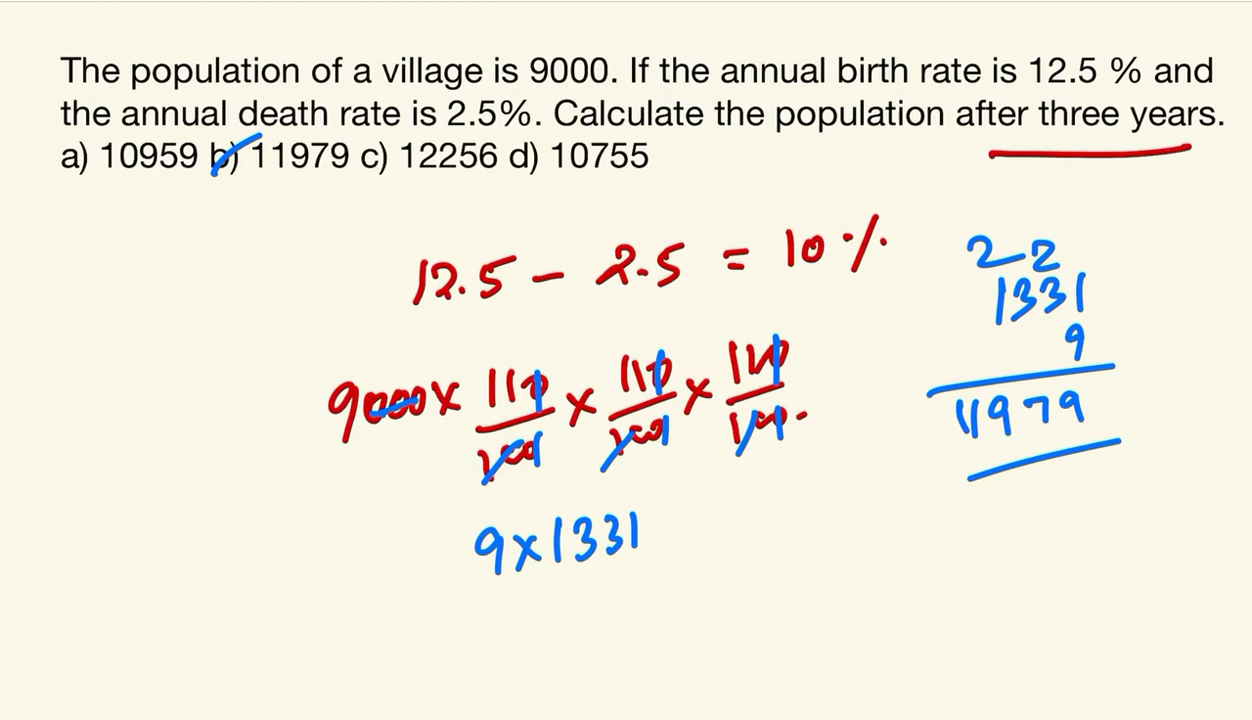 The population of a village is 9000. If the annual birth rate is 12.5 % and
the annual death rate is 2.5%. Calculate the population after three years.
a) 10959 b) 11979 c) 12256 d) 10755
12.5 - 2.5 = 10 %
9000 x 110/100 x 110/100 x 110/100.
9 x 1331
2 2
1331
9
11979